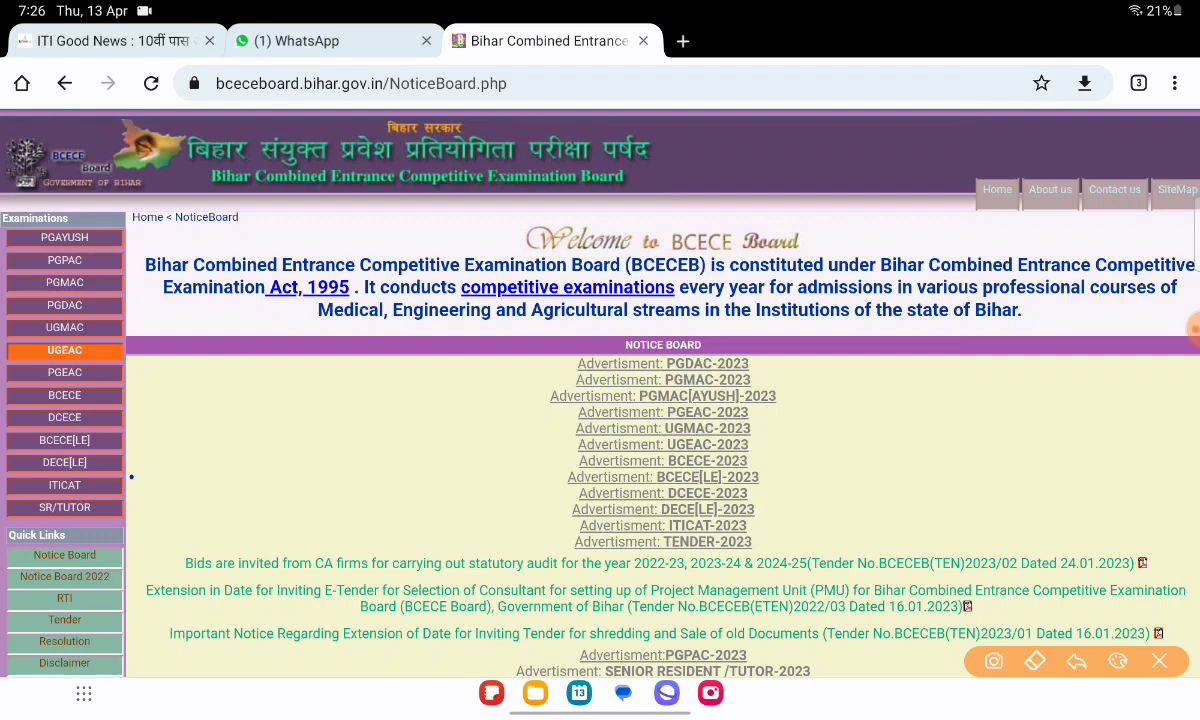 7:26 Thu, 13 Apr
21%
ITI Good News : 10वीं पास
(1) WhatsApp
Bihar Combined Entrance
bceceboard.bihar.gov.in/NoticeBoard.php
3
बिहार सरकार
बिहार संयुक्त प्रवेश प्रतियोगिता परीक्षा पर्षद
Bihar Combined Entrance Competitive Examination Board
BCECE
Board
GOVERNMENT OF BIHAR
Home
About us
Contact us
SiteMap
Examinations
PGAYUSH
PGPAC
PGMAC
PGDAC
UGMAC
UGEAC
PGEAC
BCECE
DCECE
BCECE[LE]
DECE[LE]
ITICAT
SR/TUTOR
Quick Links
Notice Board
Notice Board 2022
RTI
Tender
Resolution
Disclaimer
Home < NoticeBoard
Welcome to BCECE Board
Bihar Combined Entrance Competitive Examination Board (BCECEB) is constituted under Bihar Combined Entrance Competitive
Examination Act, 1995 . It conducts competitive examinations every year for admissions in various professional courses of
Medical, Engineering and Agricultural streams in the Institutions of the state of Bihar.
NOTICE BOARD
Advertisment: PGDAC-2023
Advertisment: PGMAC-2023
Advertisment: PGMAC[AYUSH]-2023
Advertisment: PGEAC-2023
Advertisment: UGMAC-2023
Advertisment: UGEAC-2023
Advertisment: BCECE-2023
Advertisment: BCECE[LE]-2023
Advertisment: DCECE-2023
Advertisment: DECE[LE]-2023
Advertisment: ITICAT-2023
Advertisment: TENDER-2023
Bids are invited from CA firms for carrying out statutory audit for the year 2022-23, 2023-24 & 2024-25(Tender No.BCECEB(TEN)2023/02 Dated 24.01.2023)
Extension in Date for Inviting E-Tender for Selection of Consultant for setting up of Project Management Unit (PMU) for Bihar Combined Entrance Competitive Examination
Board (BCECE Board), Government of Bihar (Tender No.BCECEB(ETEN)2022/03 Dated 16.01.2023)
Important Notice Regarding Extension of Date for Inviting Tender for shredding and Sale of old Documents (Tender No.BCECEB(TEN)2023/01 Dated 16.01.2023)
Advertisment:PGPAC-2023
Advertisment: SENIOR RESIDENT /TUTOR-2023
13